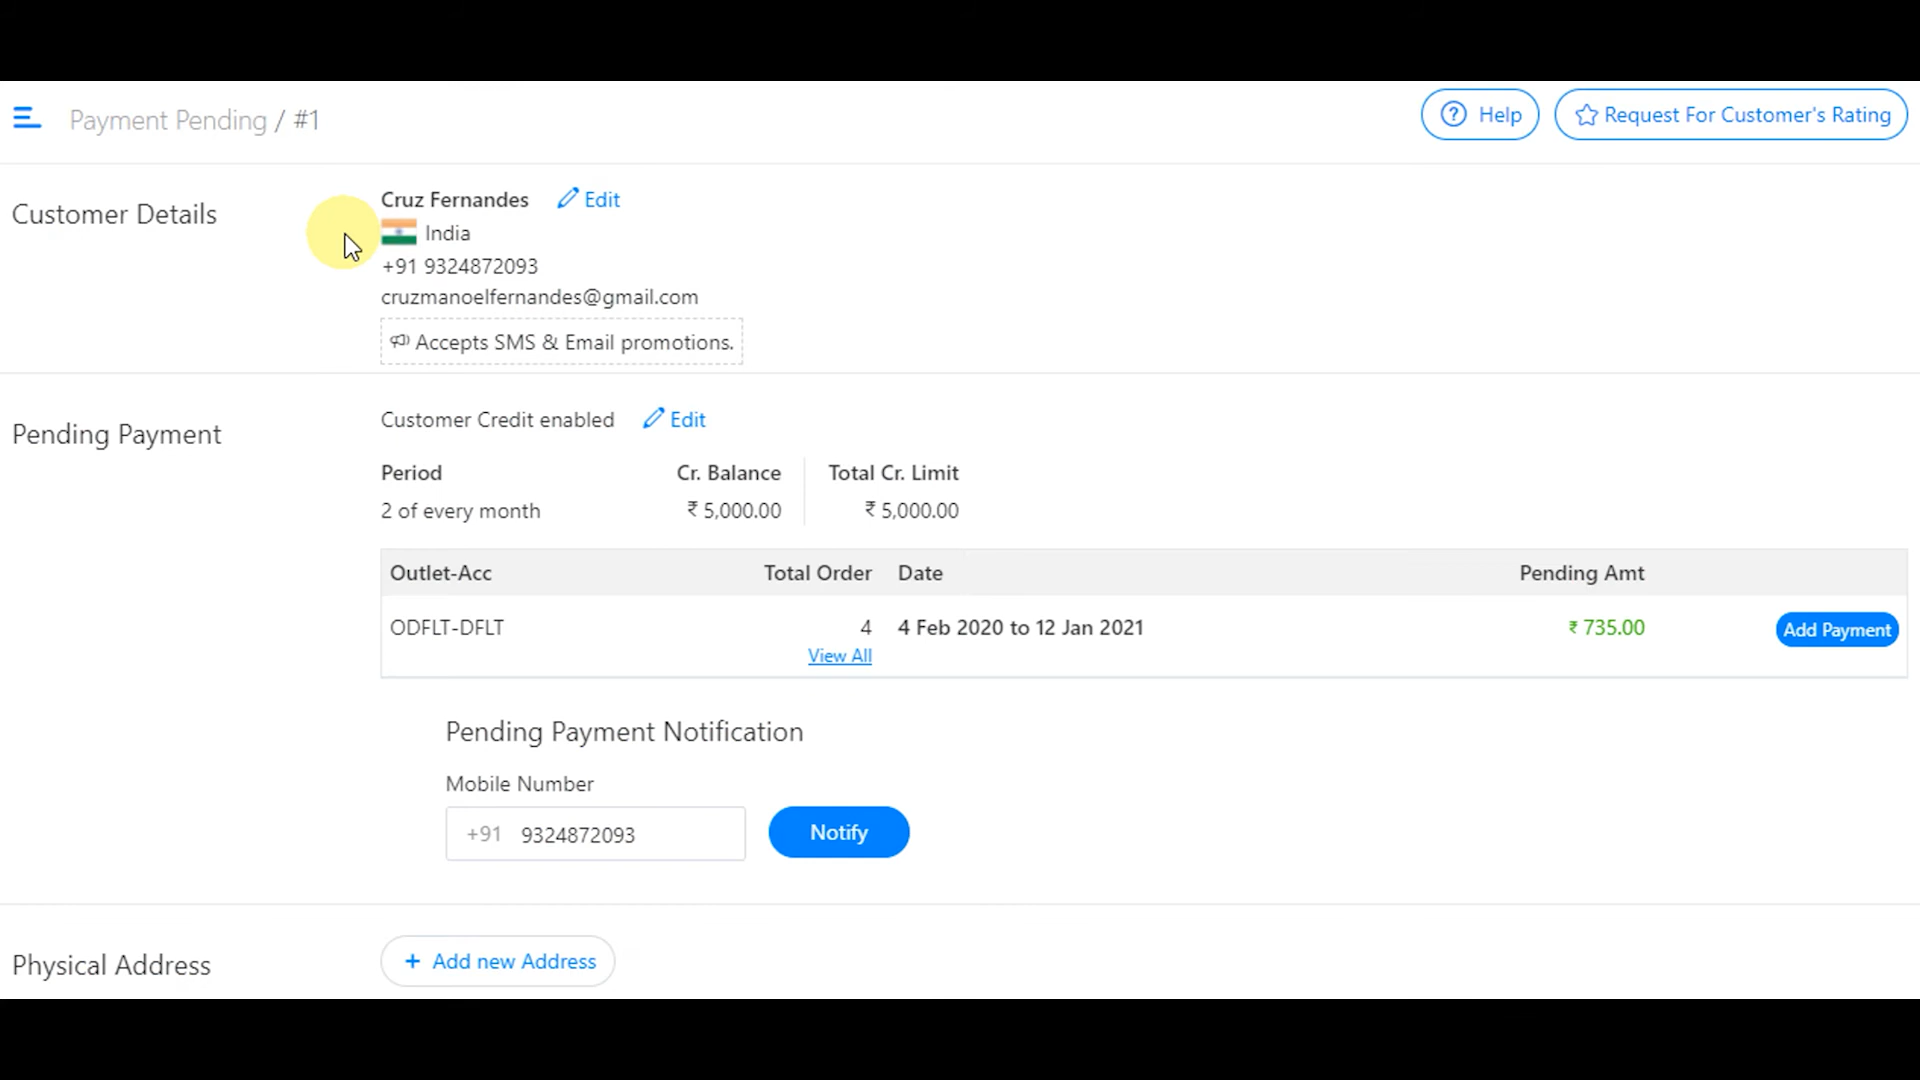 Payment Pending / #1
Help
Request For Customer's Rating
Customer Details
Cruz Fernandes
Edit
India
+91 9324872093
cruzmanoelfernandes@gmail.com
Accepts SMS & Email promotions.
Pending Payment
Customer Credit enabled
Edit
Period Cr. Balance Total Cr. Limit
2 of every month ₹ 5,000.00 ₹ 5,000.00
Outlet-Acc Total Order Date Pending Amt
ODFLT-DFLT 4 4 Feb 2020 to 12 Jan 2021 ₹ 735.00 Add Payment
View All
Pending Payment Notification
Mobile Number
+91 9324872093
Notify
Physical Address
+ Add new Address